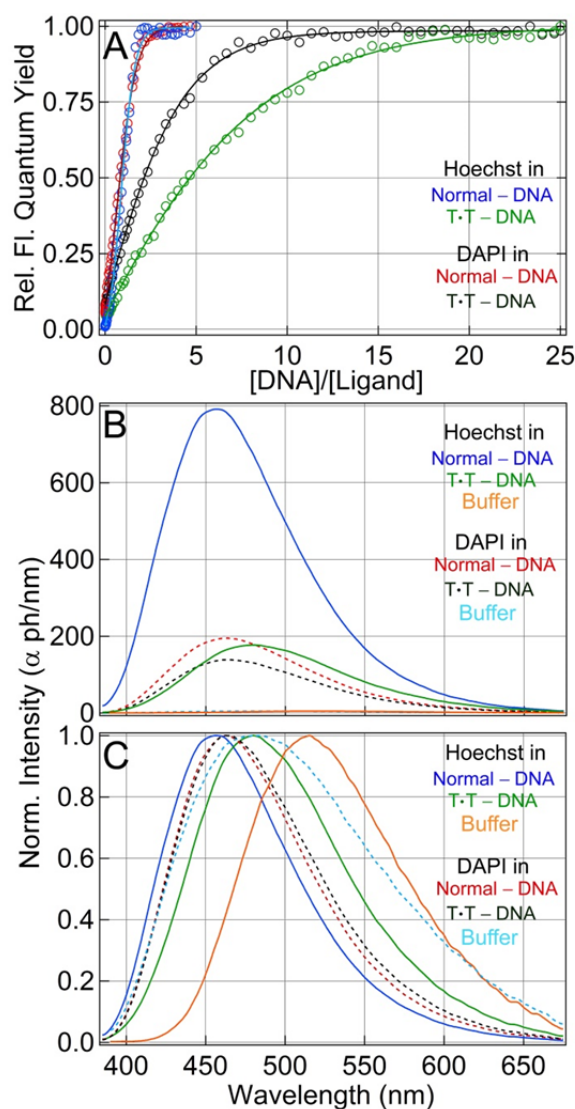 A
Rel. Fl. Quantum Yield
1.00
0.75
0.50
0.25
0.00
Hoechst in
Normal – DNA
T•T – DNA
DAPI in
Normal – DNA
T•T – DNA
0 5 10 15 20 25
[DNA]/[Ligand]
B
Norm. Intensity (α ph/nm)
800
600
400
200
0
Hoechst in
Normal – DNA
T•T – DNA
Buffer
DAPI in
Normal – DNA
T•T – DNA
Buffer
C
1.0
0.8
0.6
0.4
0.2
0.0
Hoechst in
Normal – DNA
T•T – DNA
Buffer
DAPI in
Normal – DNA
T•T – DNA
Buffer
400 450 500 550 600 650
Wavelength (nm)